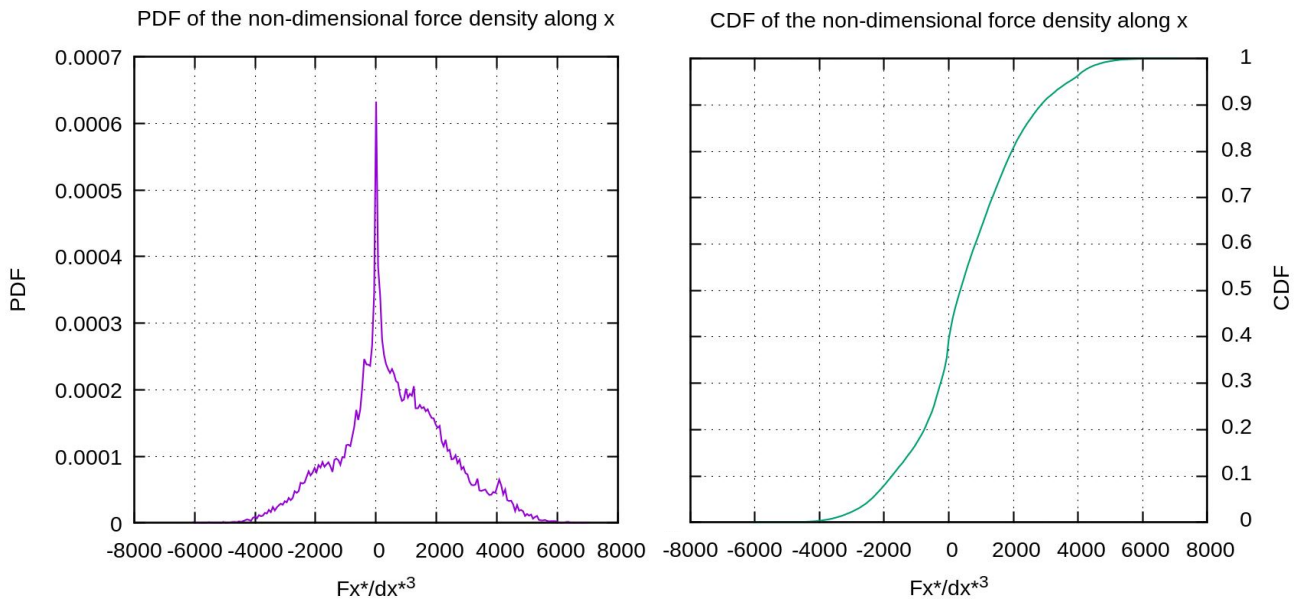 PDF of the non-dimensional force density along x
0.0007
0.0006
0.0005
0.0004
0.0003
0.0002
0.0001
0
PDF
-8000 -6000 -4000 -2000 0 2000 4000 6000 8000
Fx*/dx*³
CDF of the non-dimensional force density along x
1
0.9
0.8
0.7
0.6
0.5
0.4
0.3
0.2
0.1
0
CDF
-8000 -6000 -4000 -2000 0 2000 4000 6000 8000
Fx*/dx*³